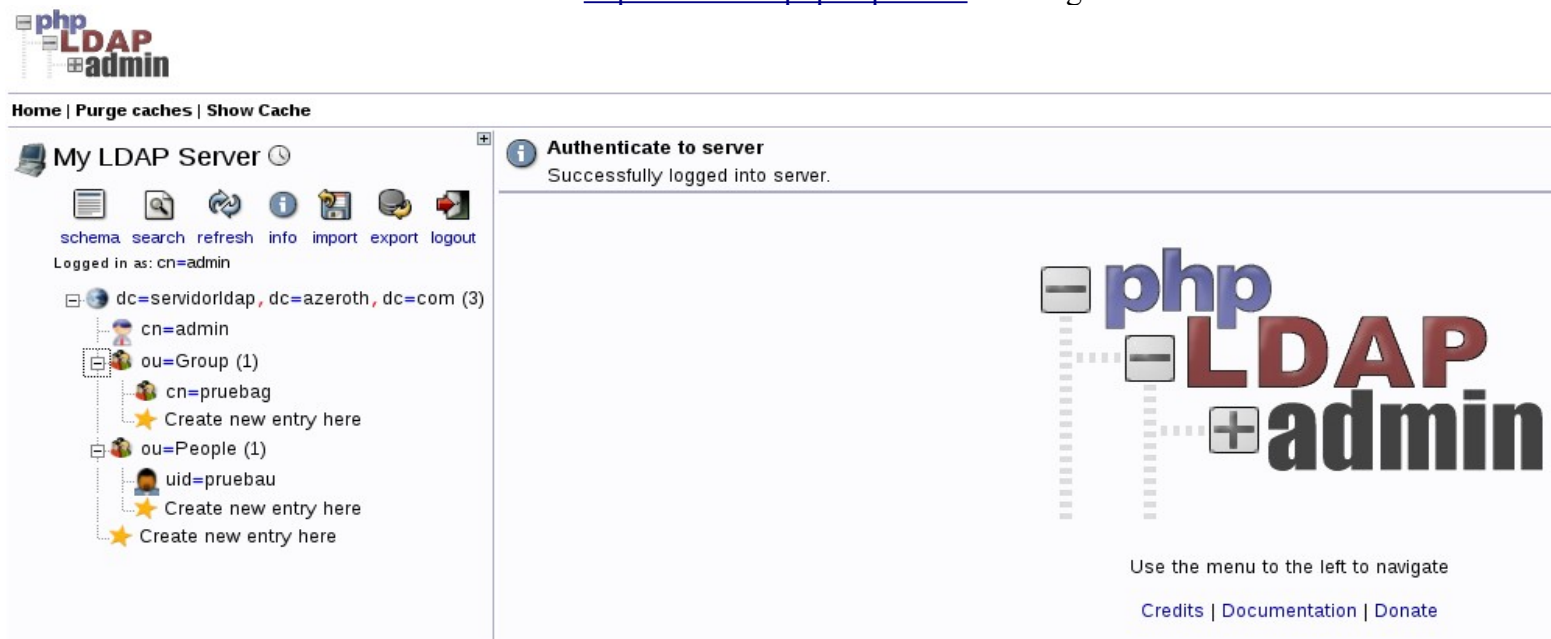 php
LDAP
admin
Home | Purge caches | Show Cache
My LDAP Server
schema search refresh info import export logout
Logged in as: cn=admin
dc=servidorldap, dc=azeroth, dc=com (3)
cn=admin
ou=Group (1)
cn=pruebag
Create new entry here
ou=People (1)
uid=pruebau
Create new entry here
Create new entry here
Authenticate to server
Successfully logged into server.
php
LDAP
admin
Use the menu to the left to navigate
Credits | Documentation | Donate